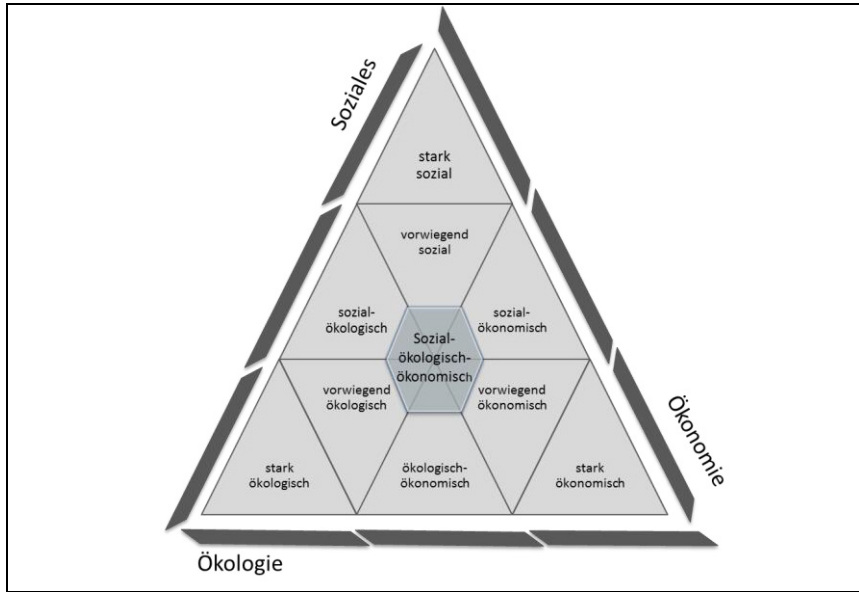 Soziales
stark
sozial
vorwiegend
sozial
sozial-
ökologisch
Sozial-
ökologisch-
ökonomisch
sozial-
ökonomisch
vorwiegend
ökologisch
vorwiegend
ökonomisch
stark
ökologisch
ökologisch-
ökonomisch
stark
ökonomisch
Ökonomie
Ökologie